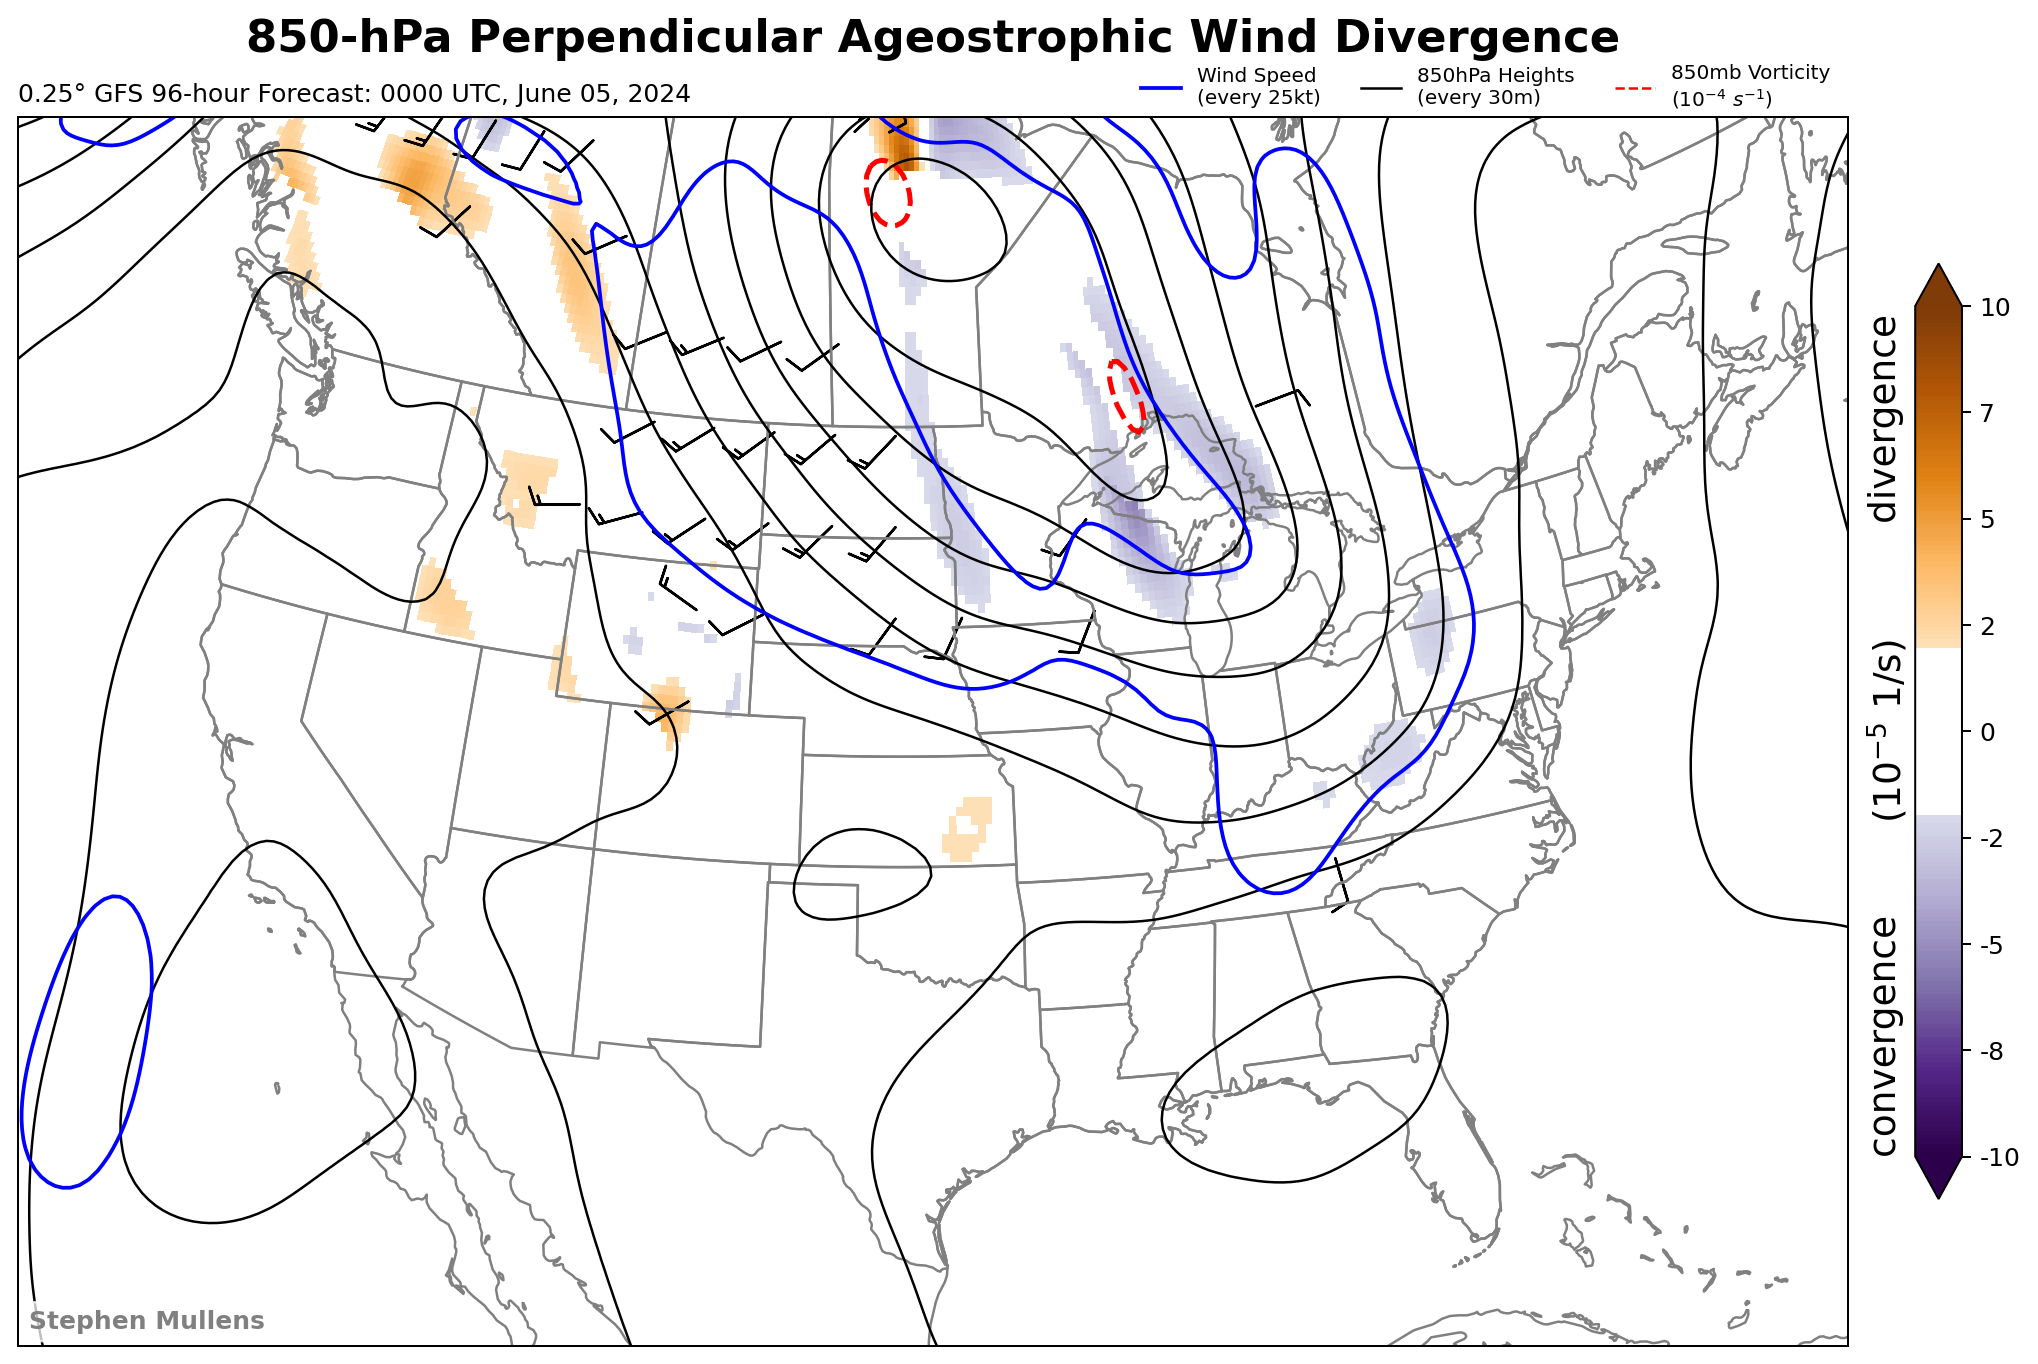 850-hPa Perpendicular Ageostrophic Wind Divergence
0.25° GFS 96-hour Forecast: 0000 UTC, June 05, 2024
Wind Speed
(every 25kt)
850hPa Heights
(every 30m)
850mb Vorticity
(10⁻⁴ s⁻¹)
10
7
5
2
0
-2
-5
-8
-10
convergence (10⁻⁵ 1/s) divergence
Stephen Mullens